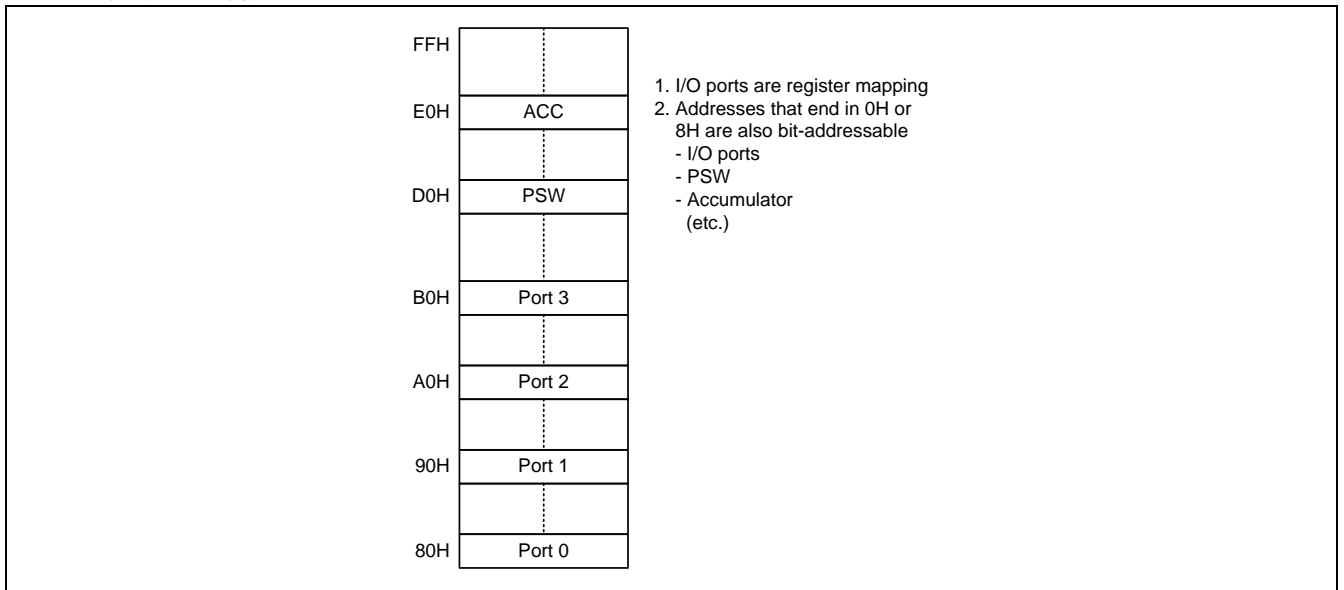 FFH
E0H ACC
D0H PSW
B0H Port 3
A0H Port 2
90H Port 1
80H Port 0
1. I/O ports are register mapping
2. Addresses that end in 0H or
8H are also bit-addressable
- I/O ports
- PSW
- Accumulator
(etc.)